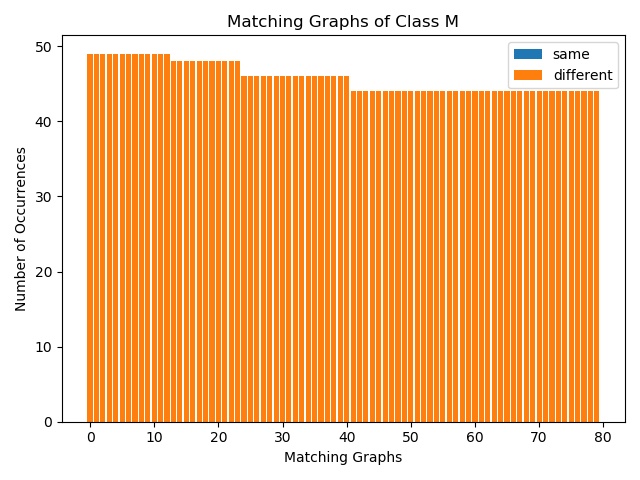 Matching Graphs of Class M
same
different
Number of Occurrences
50
40
30
20
10
0
0 10 20 30 40 50 60 70 80
Matching Graphs